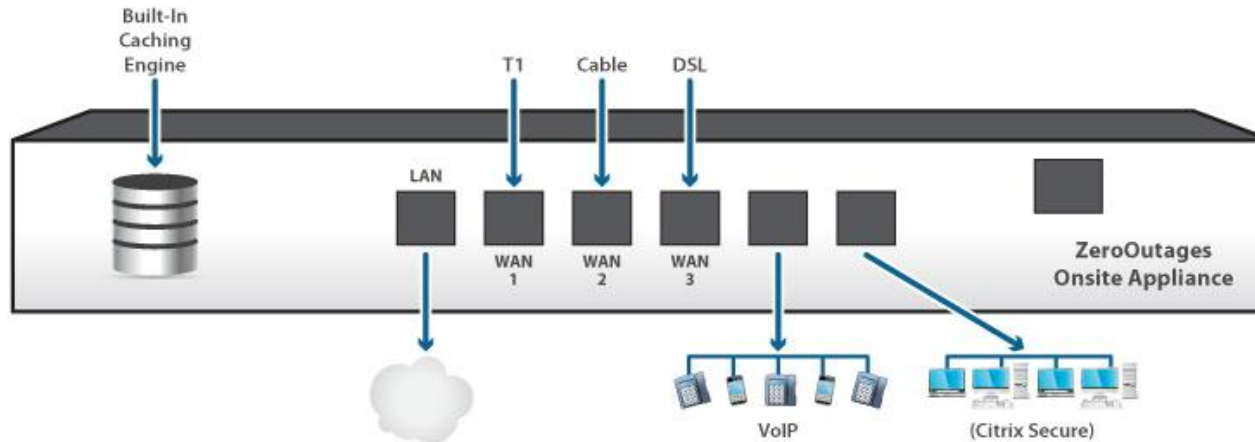 Built-In
Caching
Engine
T1
Cable
DSL
LAN
WAN
1
WAN
2
WAN
3
ZeroOutages
Onsite Appliance
VoIP
(Citrix Secure)